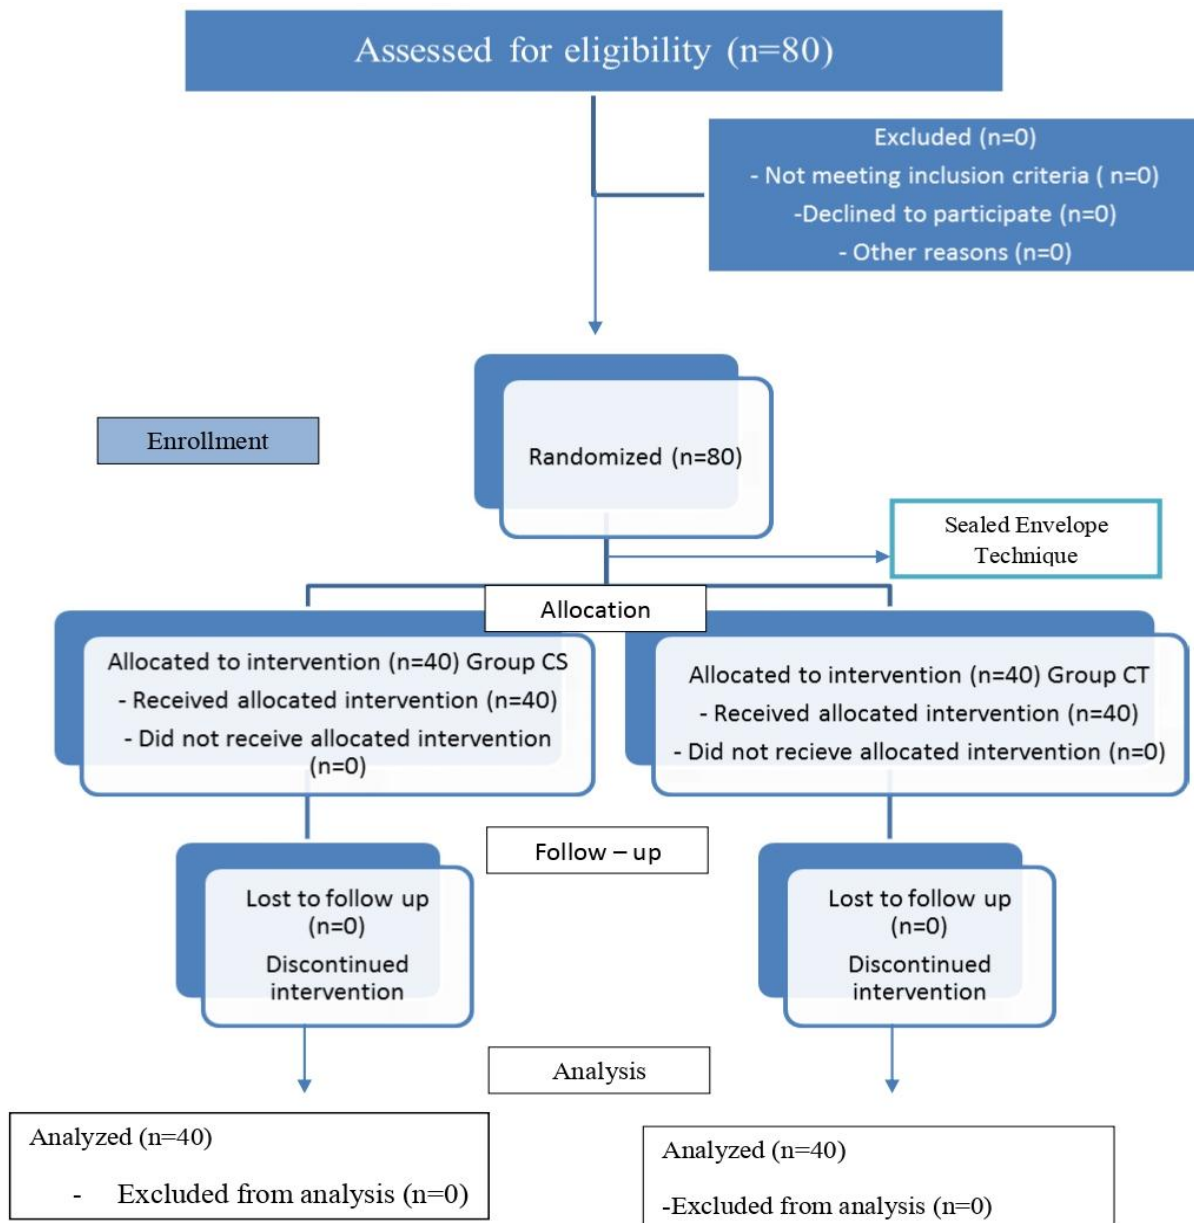 Assessed for eligibility (n=80)
Excluded (n=0)
- Not meeting inclusion criteria ( n=0)
-Declined to participate (n=0)
- Other reasons (n=0)
Enrollment
Randomized (n=80)
Sealed Envelope
Technique
Allocation
Allocated to intervention (n=40) Group CS
- Received allocated intervention (n=40)
- Did not receive allocated intervention
(n=0)
Allocated to intervention (n=40) Group CT
- Received allocated intervention (n=40)
- Did not recieve allocated intervention (n=0)
Follow – up
Lost to follow up
(n=0)
Discontinued
intervention
Lost to follow up
(n=0)
Discontinued
intervention
Analysis
Analyzed (n=40)
- Excluded from analysis (n=0)
Analyzed (n=40)
-Excluded from analysis (n=0)